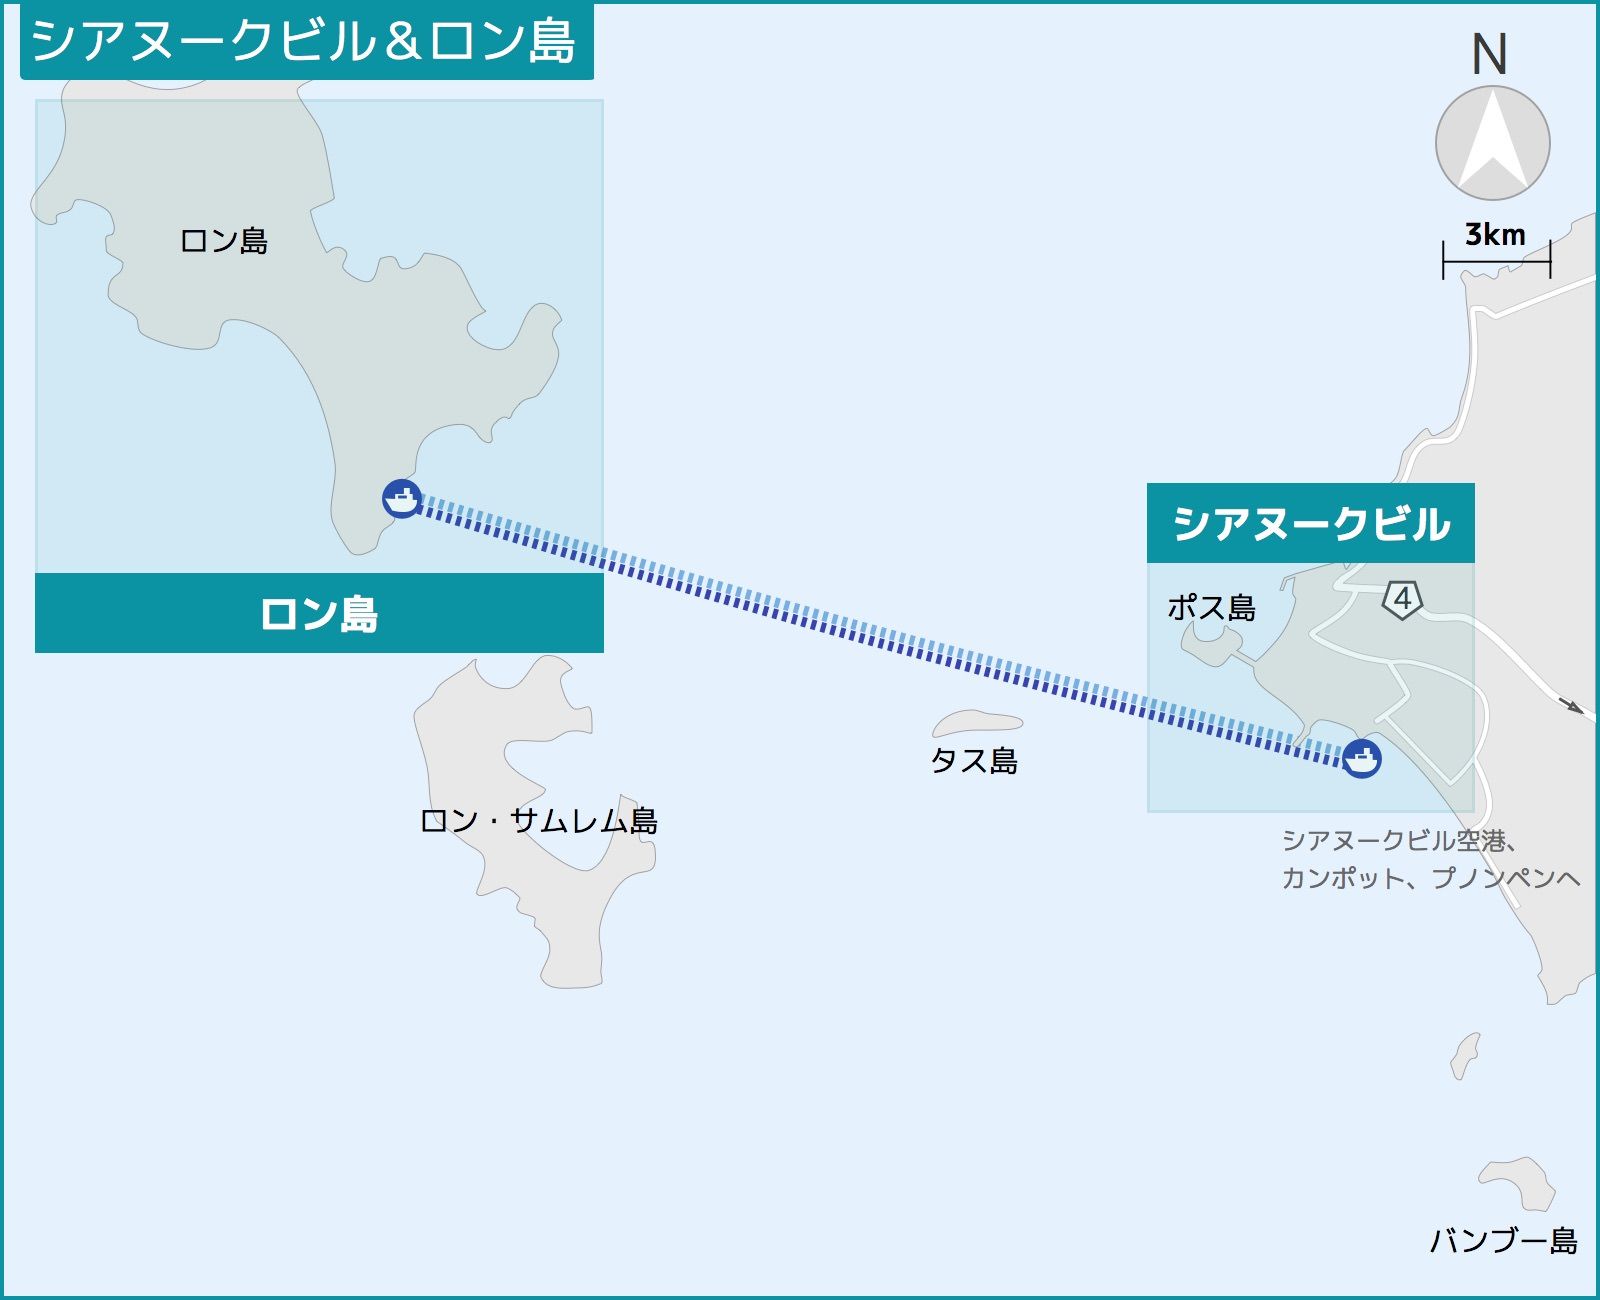 シアヌークビル＆ロン島
N
3km
ロン島
シアヌークビル
4
ポス島
ロン島
タス島
ロン・サムレム島
シアヌークビル空港、
カンポット、プノンペンへ
バンブー島